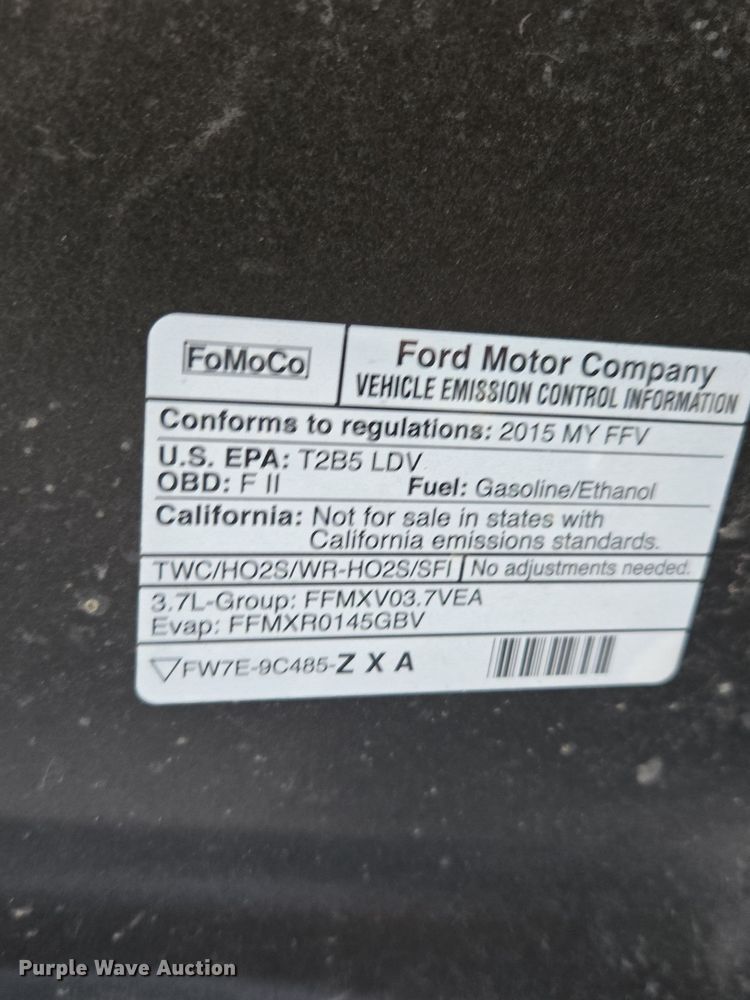 FoMoCo
Ford Motor Company
VEHICLE EMISSION CONTROL INFORMATION
Conforms to regulations: 2015 MY FFV
U.S. EPA: T2B5 LDV
OBD: F II Fuel: Gasoline/Ethanol
California: Not for sale in states with
California emissions standards.
TWC/HO2S/WR-HO2S/SFI No adjustments needed.
3.7L-Group: FFMXV03.7VEA
Evap: FFMXR0145GBV
FW7E-9C485-Z X A
Purple Wave Auction